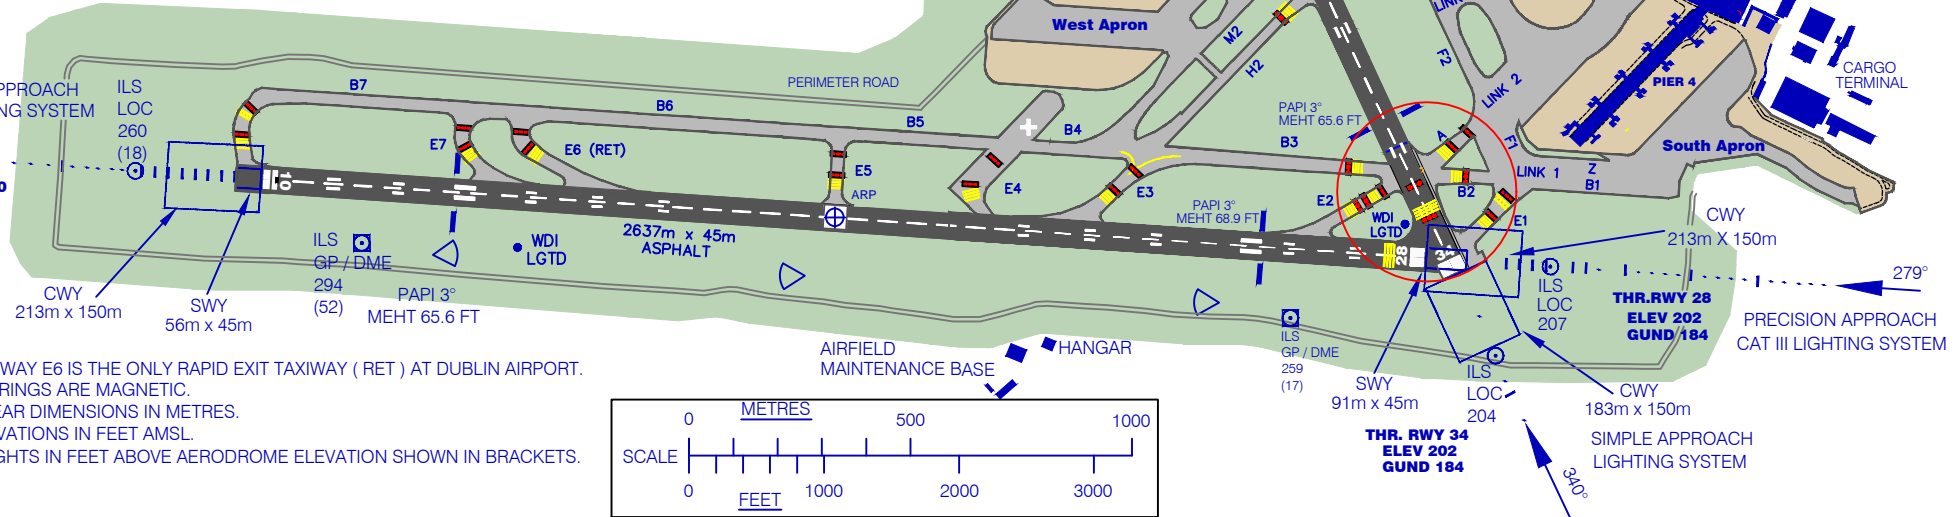 West Apron
M2
H2
LINK
F2
LINK 2
PIER 4
CARGO
TERMINAL
South Apron
PERIMETER ROAD
PPROACH
NG SYSTEM
ILS
LOC
260
(18)
B7
B6
B5
B4
B3
E7
E6 (RET)
E5
ARP
E4
E3
E2
PAPI 3°
MEHT 65.6 FT
A
F1
LINK 1
Z
B1
B2
E1
0
10
2637m x 45m
ASPHALT
PAPI 3°
MEHT 68.9 FT
WDI
LGTD
28
34
CWY
213m X 150m
279°
ILS
GP / DME
294
(52)
WDI
LGTD
CWY
213m x 150m
SWY
56m x 45m
PAPI 3°
MEHT 65.6 FT
ILS
LOC
207
THR.RWY 28
ELEV 202
GUND 184
PRECISION APPROACH
CAT III LIGHTING SYSTEM
AIRFIELD
MAINTENANCE BASE
HANGAR
ILS
GP / DME
259
(17)
SWY
91m x 45m
ILS
LOC
204
CWY
183m x 150m
THR. RWY 34
ELEV 202
GUND 184
SIMPLE APPROACH
LIGHTING SYSTEM
340°
WAY E6 IS THE ONLY RAPID EXIT TAXIWAY ( RET ) AT DUBLIN AIRPORT.
RINGS ARE MAGNETIC.
EAR DIMENSIONS IN METRES.
VATIONS IN FEET AMSL.
GHTS IN FEET ABOVE AERODROME ELEVATION SHOWN IN BRACKETS.
METRES
0 500 1000
SCALE
0 1000 2000 3000
FEET